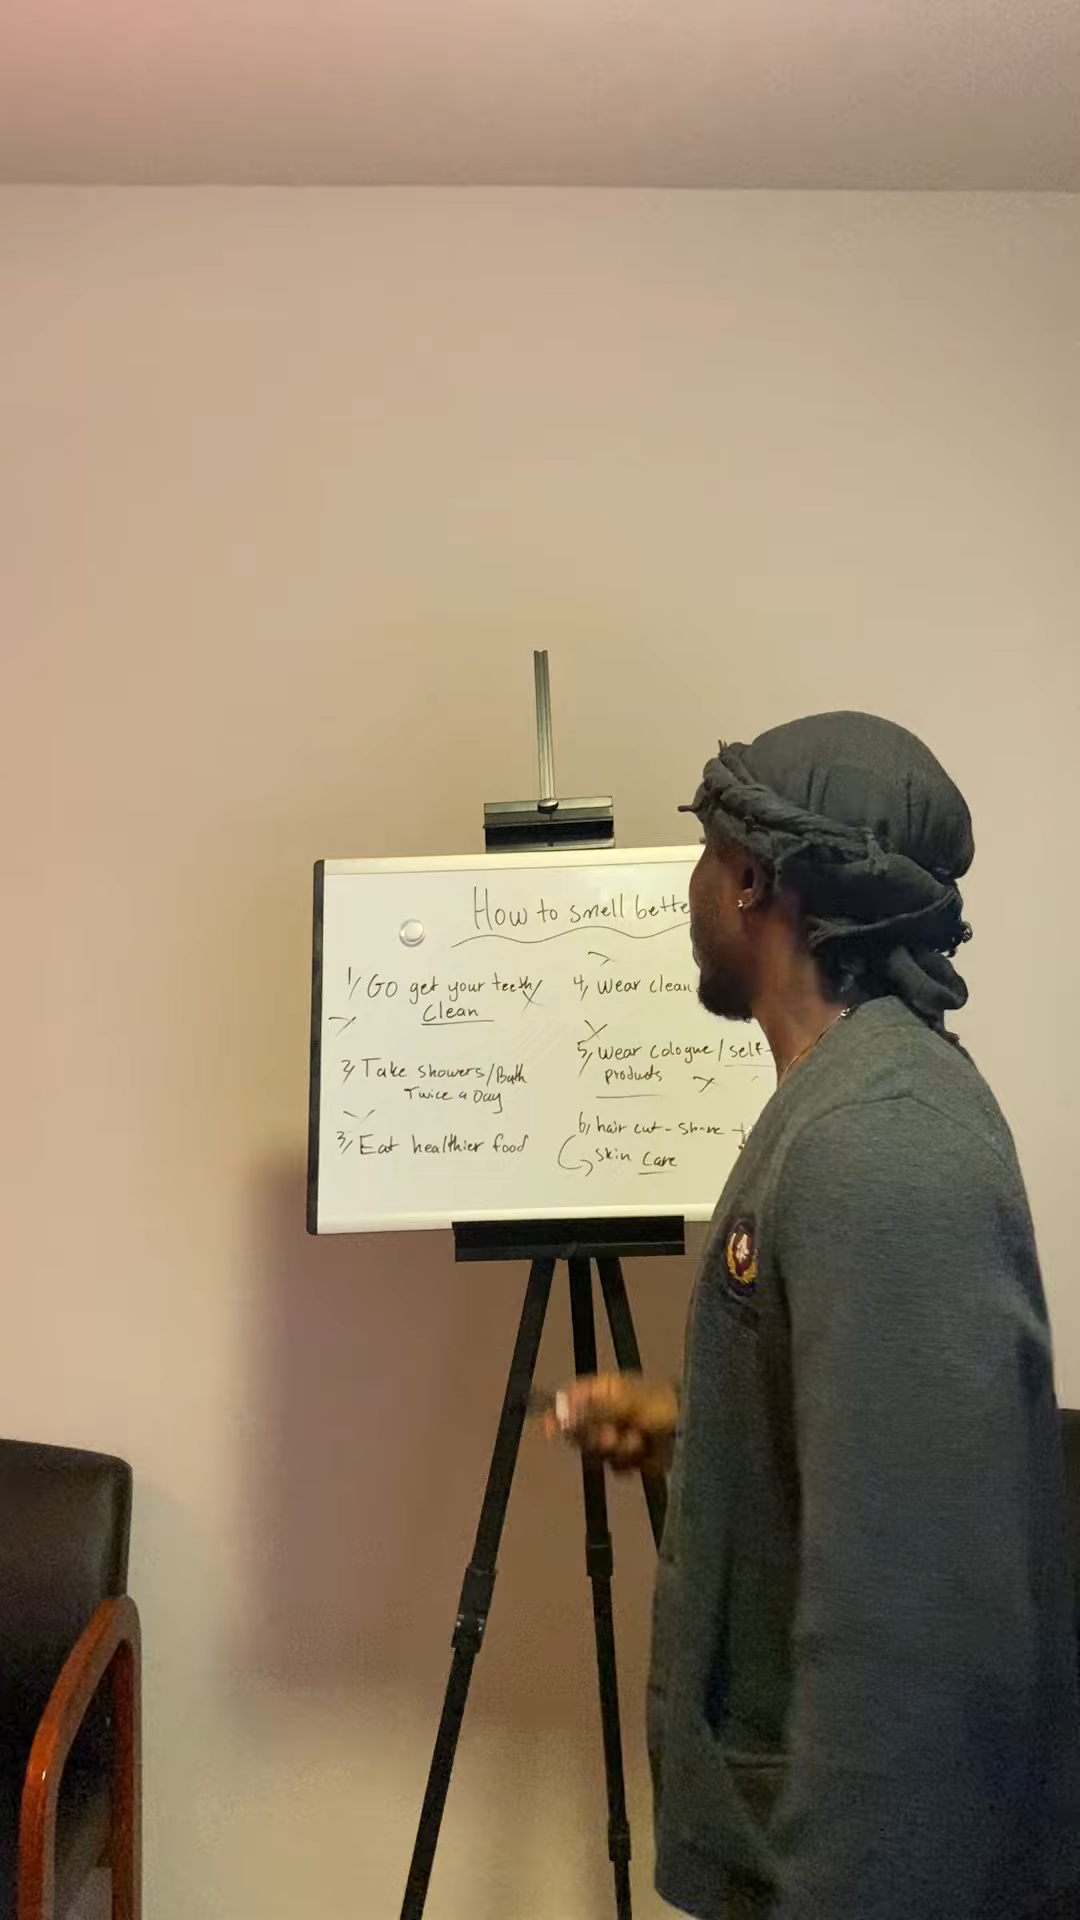 How to smell bette
1/ Go get your teeth
Clean
2/ Take showers/Bath
Twice a Day
3/ Eat healthier food
4/ Wear clean
5/ Wear Cologne/self-
products
6/ hair cut - shave +
skin care